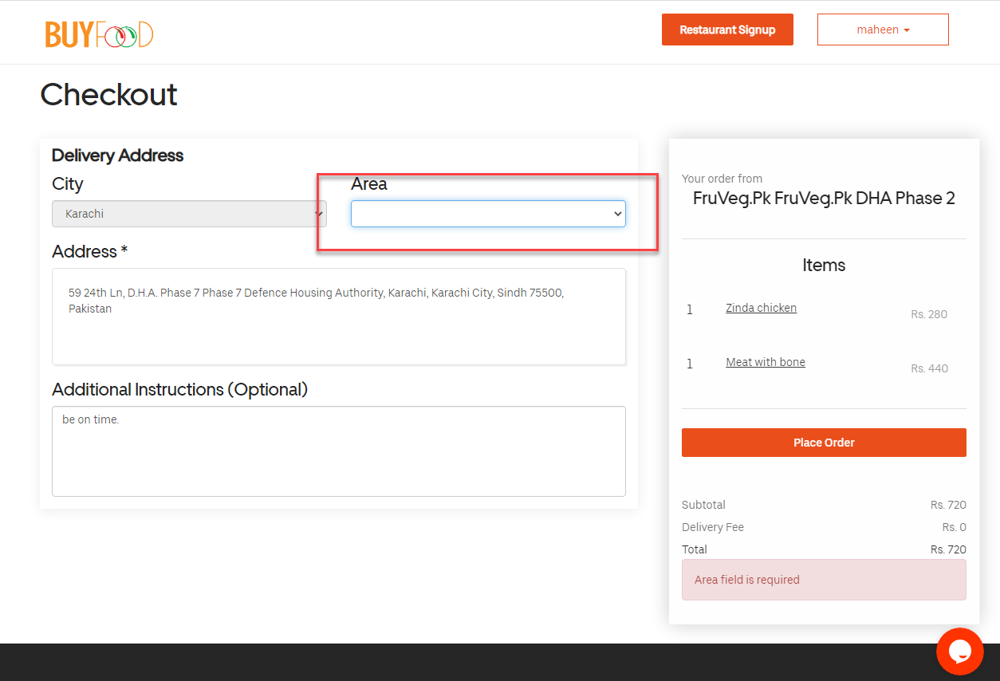 BUYFOOD
Restaurant Signup
maheen
Checkout
Delivery Address
City
Area
Karachi
Address *
59 24th Ln, D.H.A. Phase 7 Phase 7 Defence Housing Authority, Karachi, Karachi City, Sindh 75500,
Pakistan
Additional Instructions (Optional)
be on time.
Your order from
FruVeg.Pk FruVeg.Pk DHA Phase 2
Items
1 Zinda chicken Rs. 280
1 Meat with bone Rs. 440
Place Order
Subtotal Rs. 720
Delivery Fee Rs. 0
Total Rs. 720
Area field is required